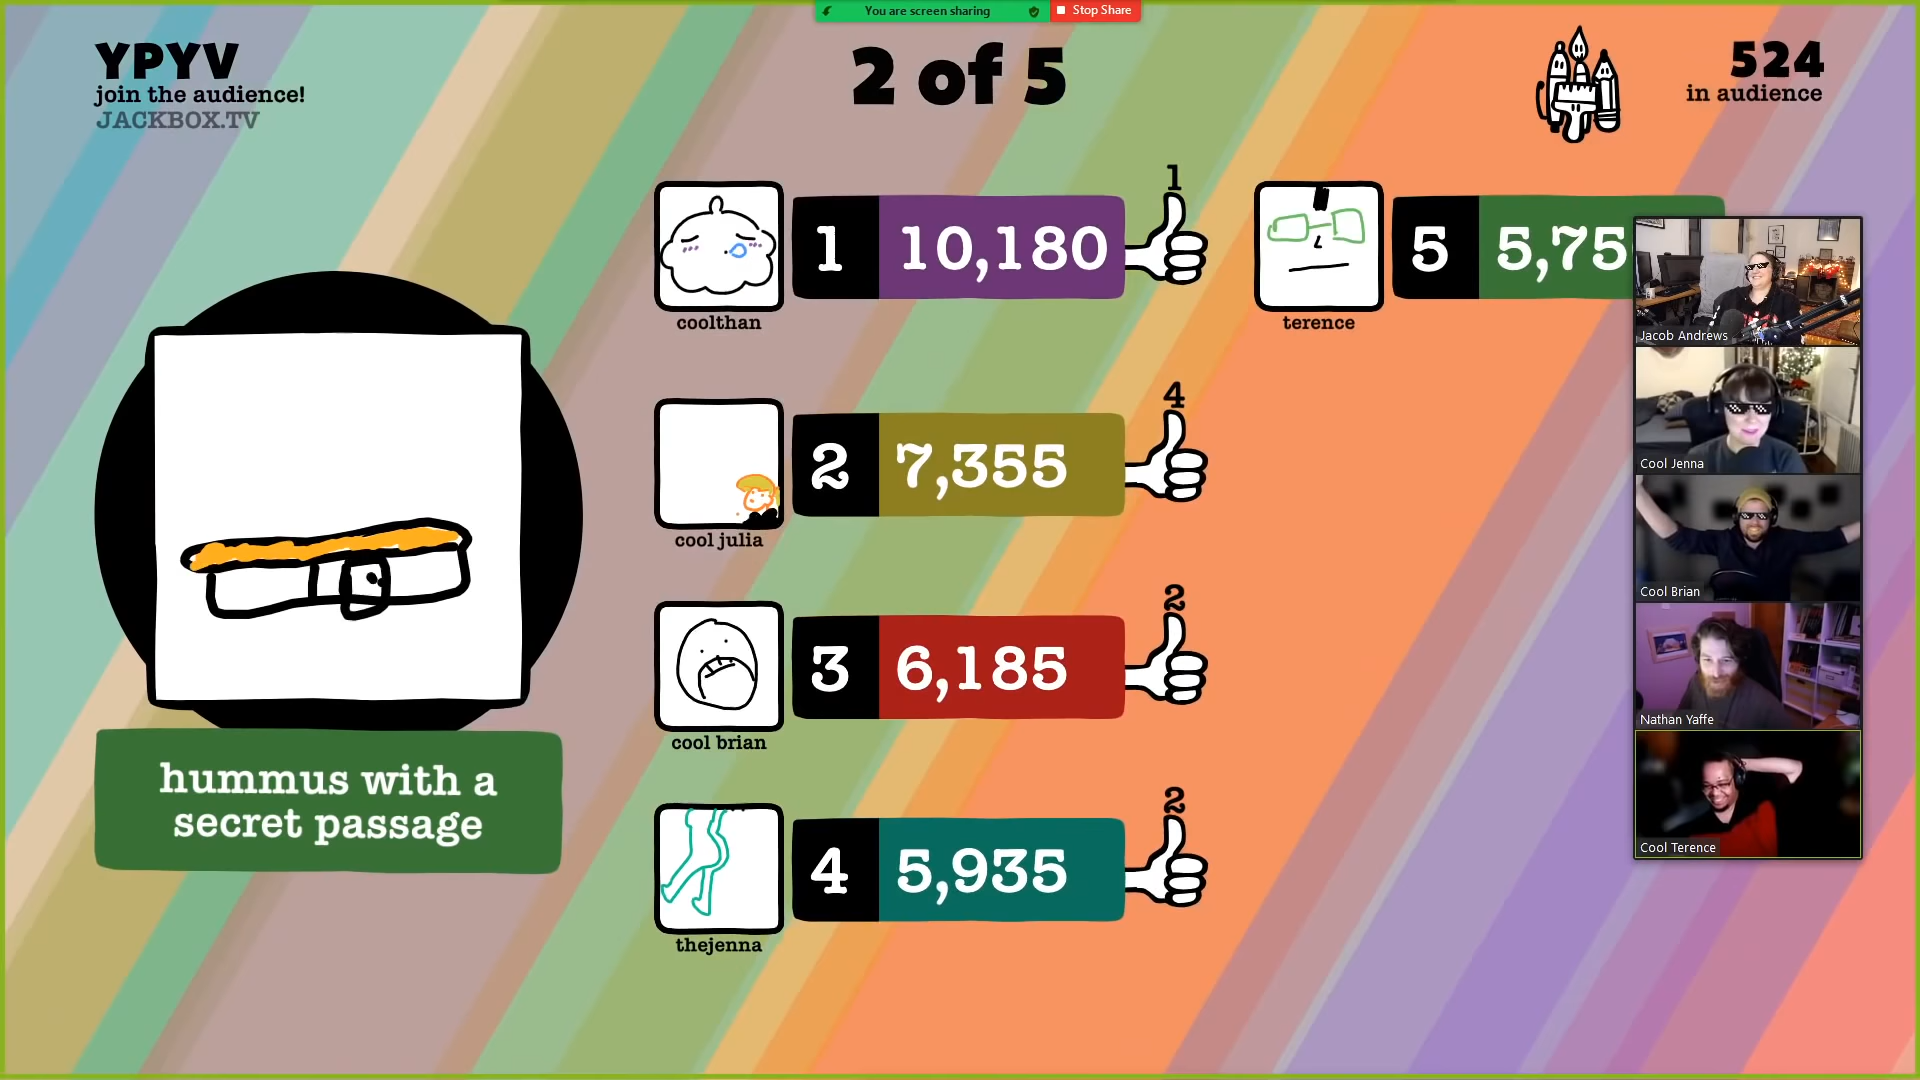 You are screen sharing
Stop Share
YPYV
join the audience!
JACKBOX.TV
2 of 5
524
in audience
1
1 10,180
coolthan
4
2 7,355
cool julia
2
3 6,185
cool brian
2
4 5,935
thejenna
5 5,75
terence
hummus with a
secret passage
Jacob Andrews
Cool Jenna
Cool Brian
Nathan Yaffe
Cool Terence